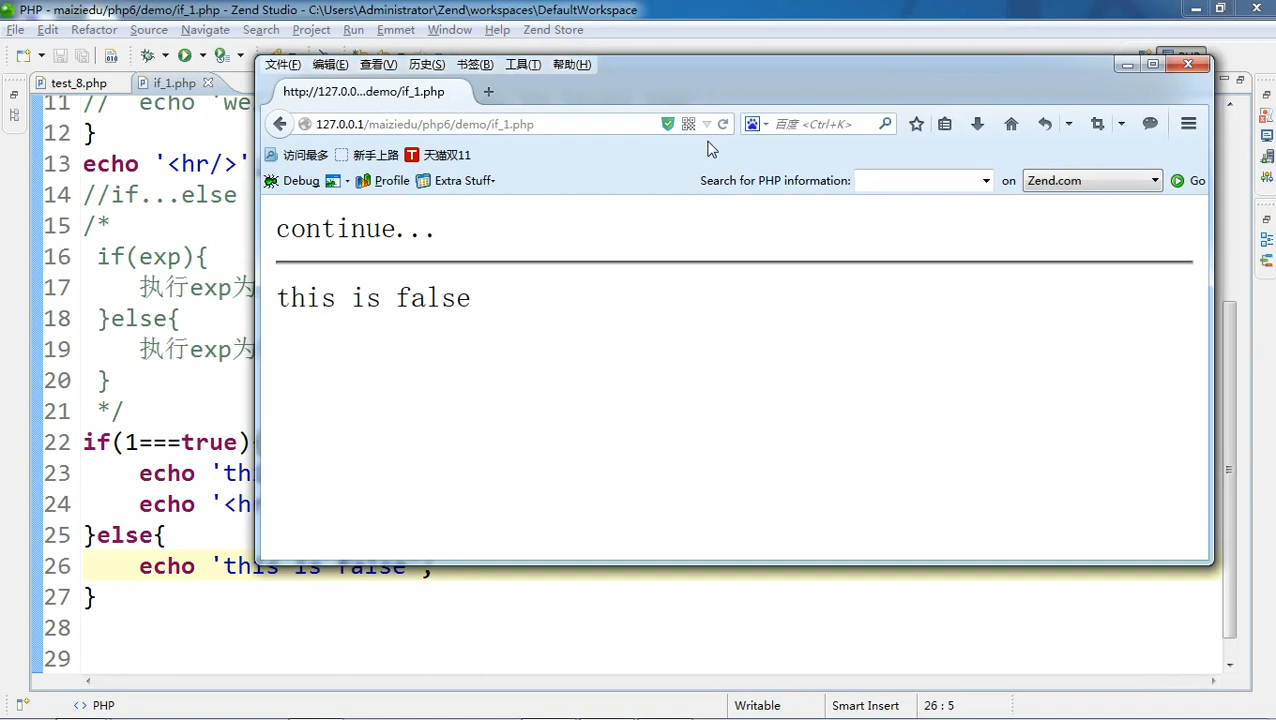 PHP - maiziedu/php6/demo/if_1.php - Zend Studio - C:\Users\Administrator\Zend\workspaces\DefaultWorkspace
File Edit Refactor Source Navigate Search Project Run Emmet Window Help Zend Store
test_8.php if_1.php
文件(F) 编辑(E) 查看(V) 历史(S) 书签(B) 工具(T) 帮助(H)
http://127.0.0...demo/if_1.php
127.0.0.1/maiziedu/php6/demo/if_1.php
百度 <Ctrl+K>
访问最多 新手上路 T 天猫双11
Debug Profile Extra Stuff Search for PHP information: on Zend.com Go
continue...
this is false
11 // echo 'we
12 }
13 echo '<hr/>'
14 //if...else
15 /*
16 if(exp){
17 执行exp为
18 }else{
19 执行exp为
20 }
21 */
22 if(1===true){
23 echo 'thi
24 echo '<h
25 }else{
26 echo 'this is false';
27 }
28
29
PHP Writable Smart Insert 26 : 5